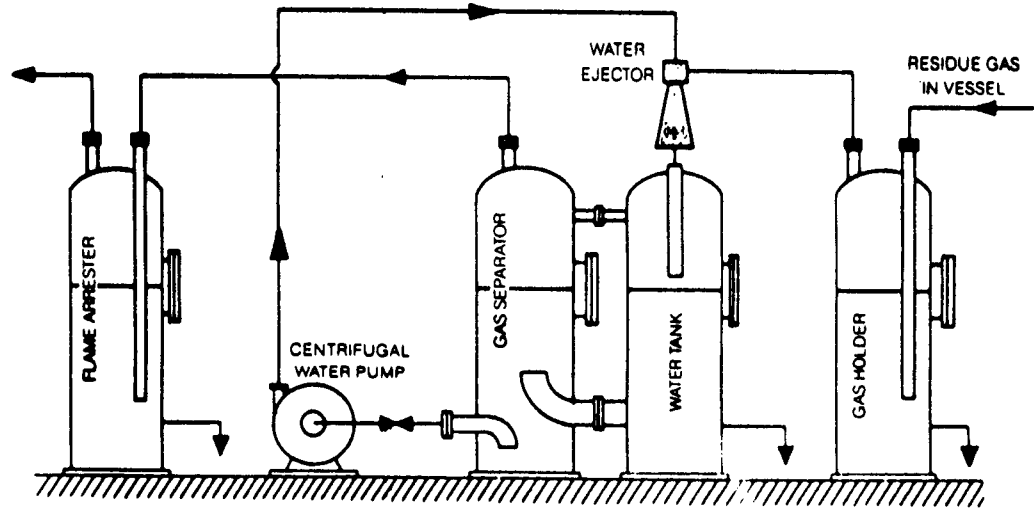 WATER
EJECTOR
RESIDUE GAS
IN VESSEL
FLAME ARRESTER
CENTRIFUGAL
WATER PUMP
GAS SEPARATOR
WATER TANK
GAS HOLDER